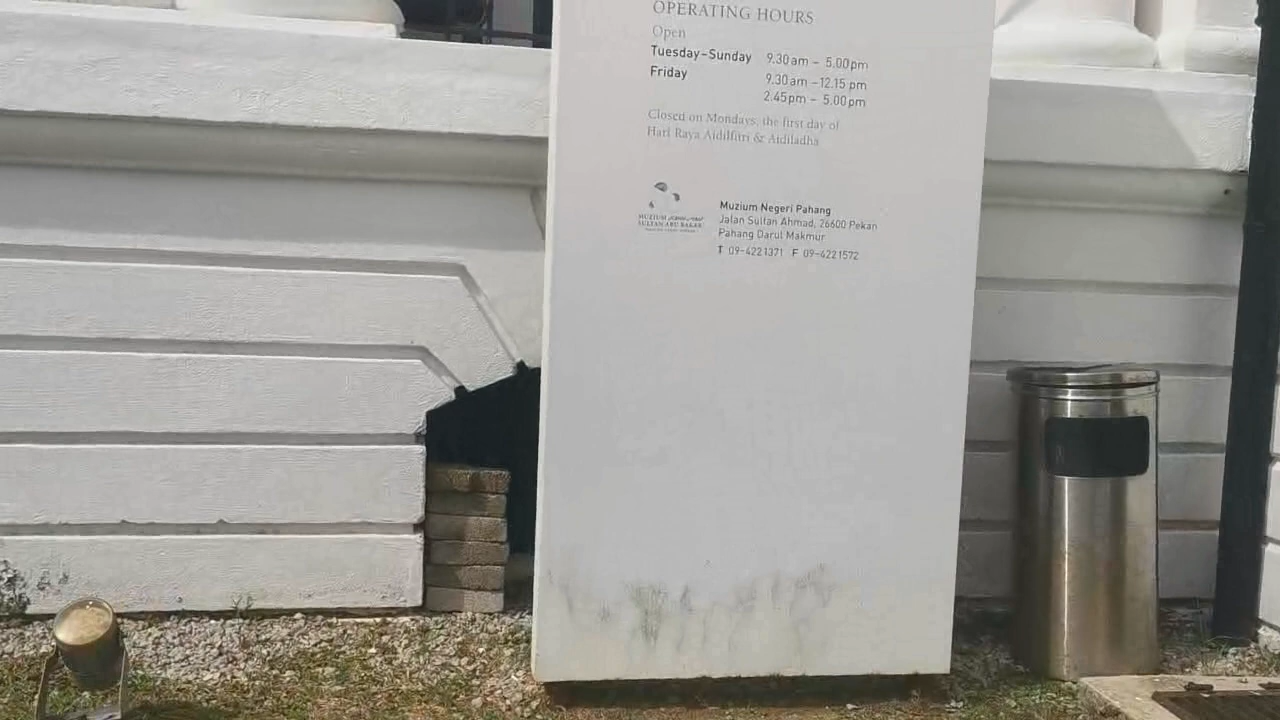 OPERATING HOURS
Open
Tuesday–Sunday 9.30am – 5.00pm
Friday 9.30am –12.15pm
2.45pm – 5.00pm
Closed on Mondays, the first day of
Hari Raya Aidilfitri & Aidiladha
MUZIUM
SULTAN ABU BAKAR
Muzium Negeri Pahang
Jalan Sultan Ahmad, 26600 Pekan
Pahang Darul Makmur
T 09-4221371 F 09-4221572